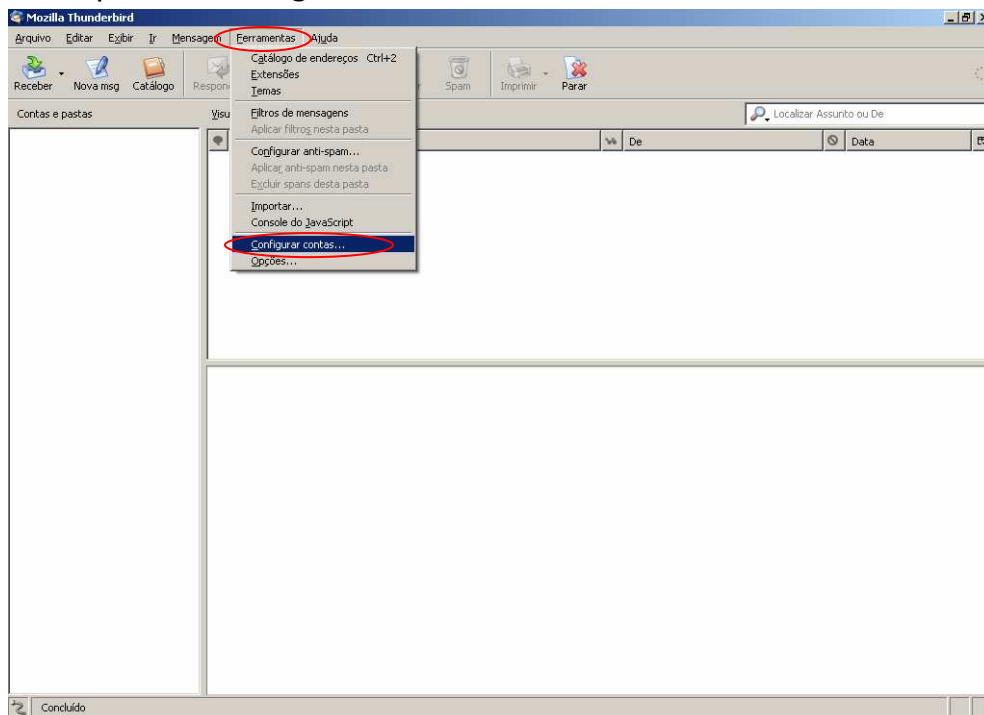 Mozilla Thunderbird
Arquivo Editar Exibir Ir Mensagem Ferramentas Ajuda
Receber Nova msg Catálogo Respon Spam Imprimir Parar
Catálogo de endereços Ctrl+2
Extensões
Temas
Filtros de mensagens
Aplicar filtros nesta pasta
Configurar anti-spam...
Aplicar anti-spam nesta pasta
Excluir spans desta pasta
Importar...
Console do JavaScript
Configurar contas...
Opções...
Contas e pastas Visu Localizar Assunto ou De
De Data
Concluído